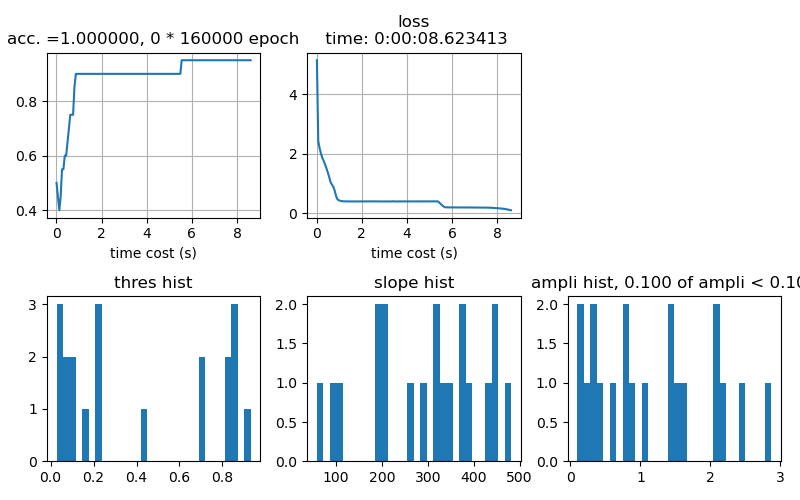 acc. =1.000000, 0 * 160000 epoch
loss
time: 0:00:08.623413
0.8
0.6
0.4
0 2 4 6 8
time cost (s)
4
2
0
0 2 4 6 8
time cost (s)
thres hist
slope hist
ampli hist, 0.100 of ampli < 0.10
3
2
1
0
0.0 0.2 0.4 0.6 0.8
2.0
1.5
1.0
0.5
0.0
100 200 300 400 500
2.0
1.5
1.0
0.5
0.0
0 1 2 3